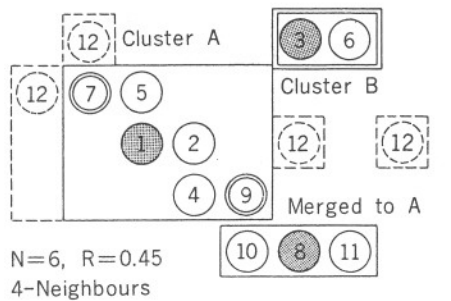 12 Cluster A 3 6
12 7 5 Cluster B
1 2 12 12
4 9 Merged to A
10 8 11
N=6, R=0.45
4-Neighbours